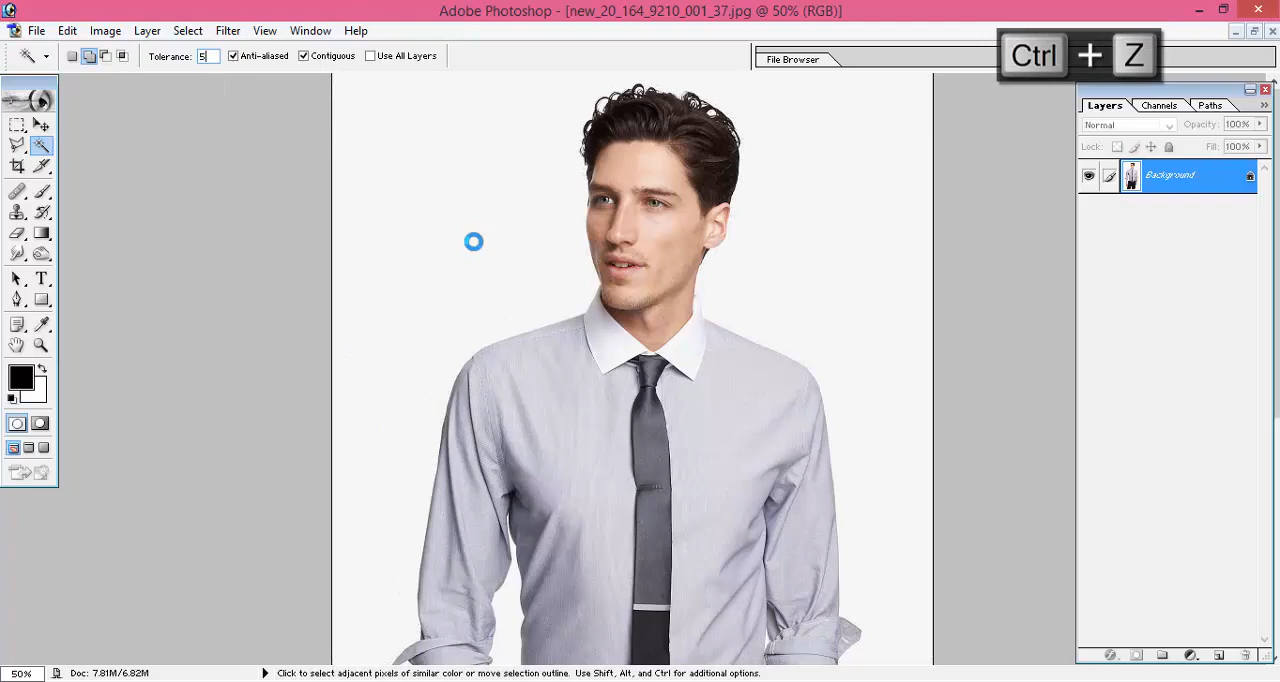 Adobe Photoshop - [new_20_164_9210_001_37.jpg @ 50% (RGB)]
File Edit Image Layer Select Filter View Window Help
Tolerance: 5 Anti-aliased Contiguous Use All Layers
File Browser
Ctrl + Z
Layers Channels Paths
Normal Opacity: 100%
Lock: Fill: 100%
Background
T
50% Doc: 7.81M/6.82M Click to select adjacent pixels of similar color or move selection outline. Use Shift, Alt, and Ctrl for additional options.